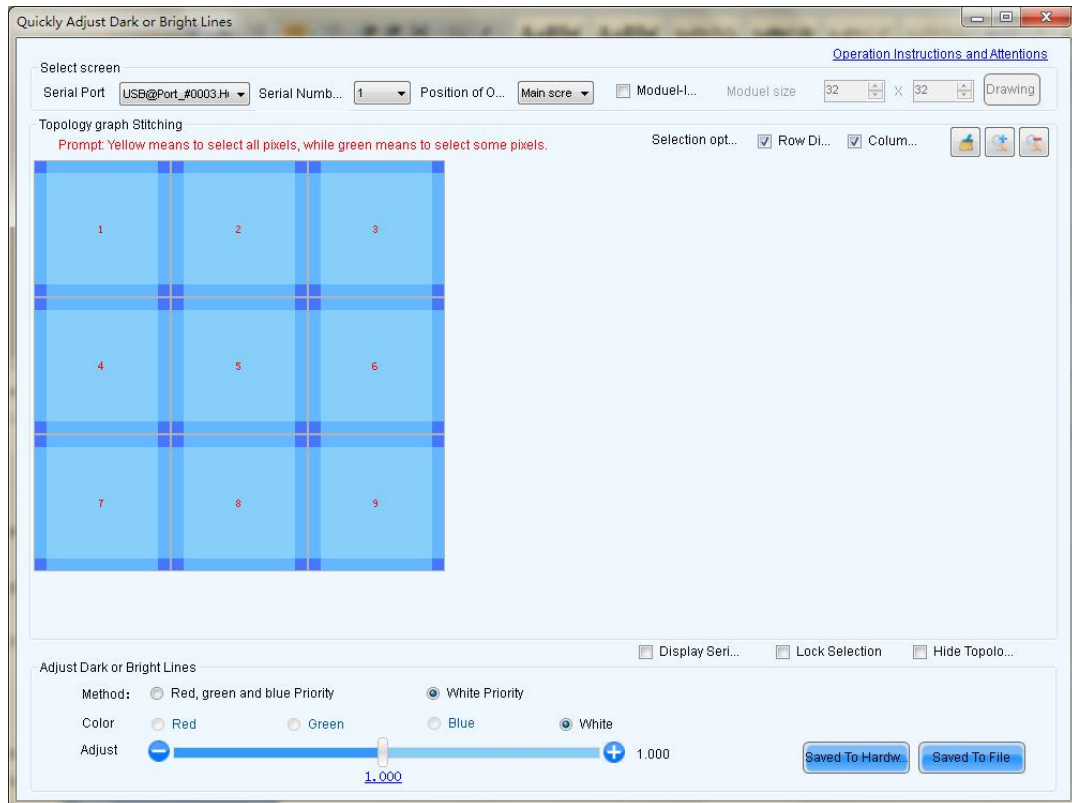 Quickly Adjust Dark or Bright Lines
Operation Instructions and Attentions
Select screen
Serial Port USB@Port_#0003.H Serial Numb... 1 Position of O... Main scre Moduel-I... Moduel size 32 X 32 Drawing
Topology graph Stitching
Prompt: Yellow means to select all pixels, while green means to select some pixels.
Selection opt... Row Di... Colum...
1 2 3
4 5 6
7 8 9
Display Seri... Lock Selection Hide Topolo...
Adjust Dark or Bright Lines
Method: Red, green and blue Priority White Priority
Color Red Green Blue White
Adjust 1.000
1.000
Saved To Hardw... Saved To File